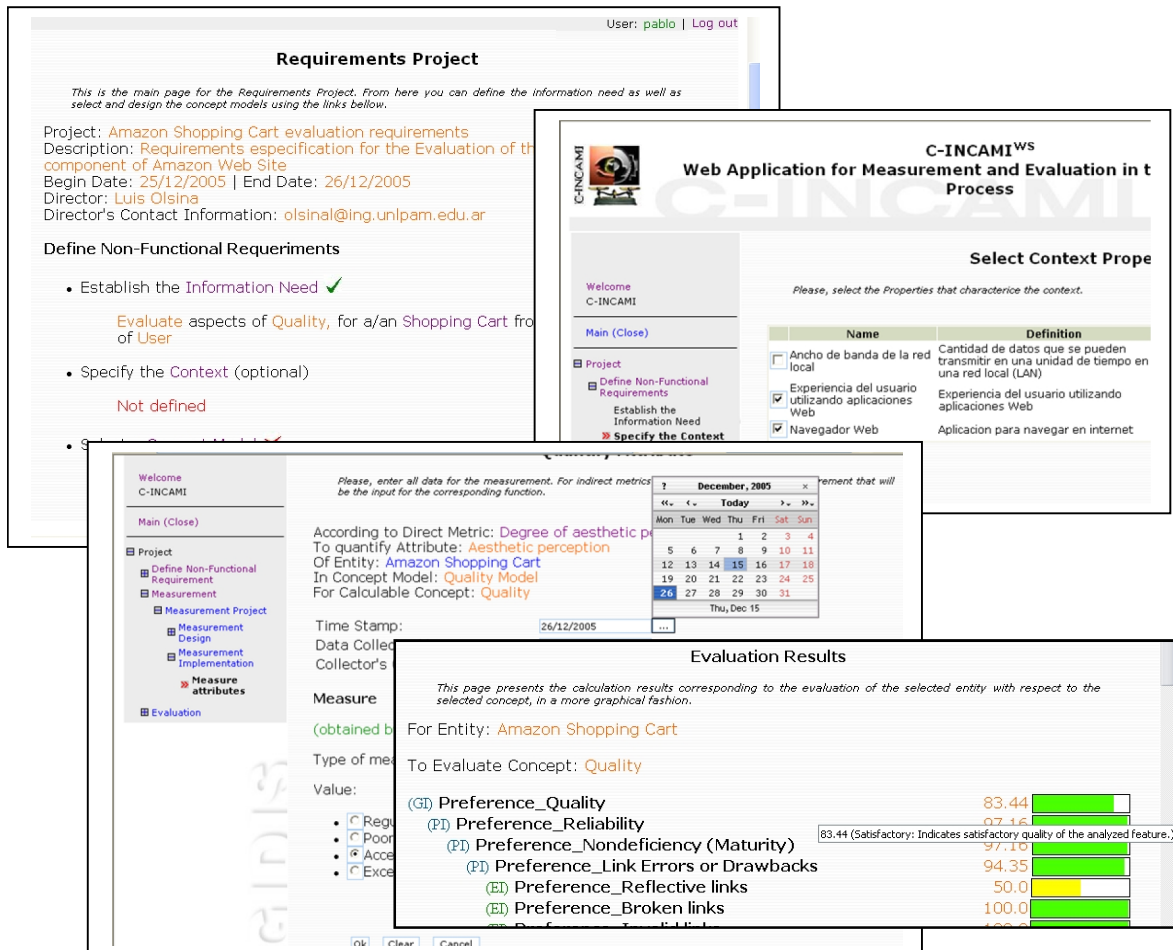 User: pablo | Log out
Requirements Project
This is the main page for the Requirements Project. From here you can define the information need as well as
select and design the concept models using the links bellow.
Project: Amazon Shopping Cart evaluation requirements
Description: Requirements especification for the Evaluation of th
component of Amazon Web Site
Begin Date: 25/12/2005 | End Date: 26/12/2005
Director: Luis Olsina
Director's Contact Information: olsinal@ing.unlpam.edu.ar
Define Non-Functional Requeriments
• Establish the Information Need ✓
Evaluate aspects of Quality, for a/an Shopping Cart fro
of User
• Specify the Context (optional)
Not defined
C-INCAMI
C-INCAMI
C-INCAMI WS
Web Application for Measurement and Evaluation in t
Process
Select Context Prope
Please, select the Properties that characterice the context.
Welcome
C-INCAMI
Main (Close)
Project
Define Non-Functional
Requirements
Establish the
Information Need
» Specify the Context
Name Definition
Ancho de banda de la red
local
Cantidad de datos que se pueden
transmitir en una unidad de tiempo en
una red local (LAN)
Experiencia del usuario
utilizando aplicaciones
Web
Experiencia del usuario utilizando
aplicaciones Web
Navegador Web
Aplicacion para navegar en internet
Welcome
C-INCAMI
Main (Close)
Project
Define Non-Functional
Requirement
Measurement
Measurement Project
Measurement
Design
Measurement
Implementation
» Measure
attributes
Evaluation
Please, enter all data for the measurement. For indirect metrics
rement that will
be the input for the corresponding function.
According to Direct Metric: Degree of aesthetic pe
To quantify Attribute: Aesthetic perception
Of Entity: Amazon Shopping Cart
In Concept Model: Quality Model
For Calculable Concept: Quality
Time Stamp: 26/12/2005 ...
Data Collec
Collector's
Measure
(obtained b
Type of mea
Value:
• Regu
• Poor
• Acce
• Exce
Ok Clear Cancel
? December, 2005 ×
«. ‹. Today ›. ».
Mon Tue Wed Thu Fri Sat Sun
1 2 3 4
5 6 7 8 9 10 11
12 13 14 15 16 17 18
19 20 21 22 23 24 25
26 27 28 29 30 31
Thu, Dec 15
Evaluation Results
This page presents the calculation results corresponding to the evaluation of the selected entity with respect to the
selected concept, in a more graphical fashion.
For Entity: Amazon Shopping Cart
To Evaluate Concept: Quality
(GI) Preference_Quality 83.44
(PI) Preference_Reliability 97.16
83.44 (Satisfactory: Indicates satisfactory quality of the analyzed feature.)
(PI) Preference_Nondeficiency (Maturity) 97.16
(PI) Preference_Link Errors or Drawbacks 94.35
(EI) Preference_Reflective links 50.0
(EI) Preference_Broken links 100.0